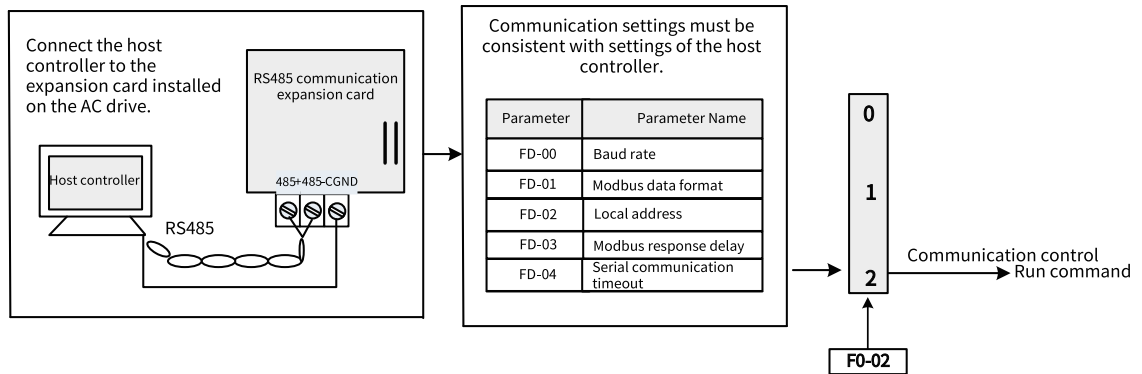 Connect the host
controller to the
expansion card installed
on the AC drive.
RS485 communication
expansion card
485+485-CGND
Host controller
RS485
Communication settings must be
consistent with settings of the host
controller.
Parameter Parameter Name
FD-00 Baud rate
FD-01 Modbus data format
FD-02 Local address
FD-03 Modbus response delay
FD-04 Serial communication
timeout
0
1
2
Communication control
Run command
F0-02